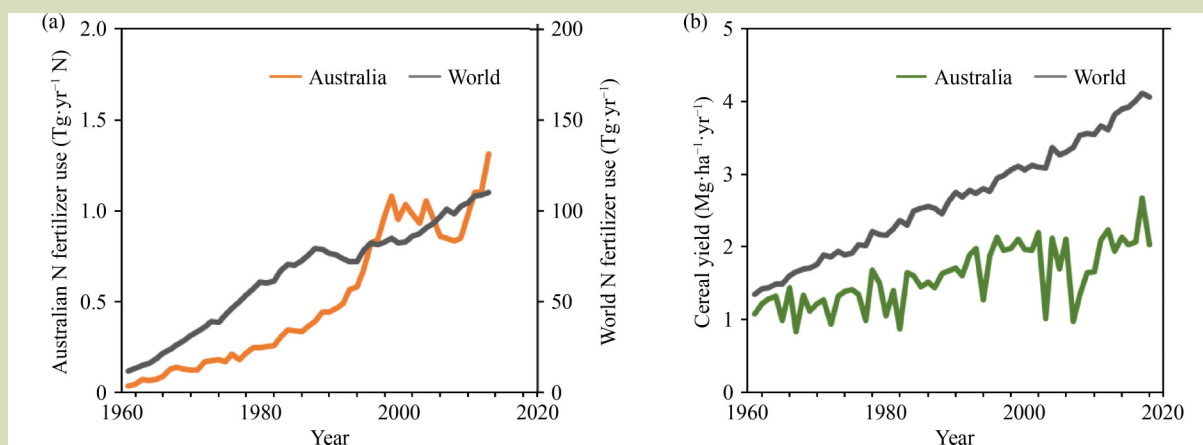 (a)
Australian N fertilizer use (Tg·yr⁻¹ N)
2.0
1.5
1.0
0.5
0
Australia World
200
150
100
50
0
World N fertilizer use (Tg·yr⁻¹)
1960 1980 2000 2020
Year
(b)
Cereal yield (Mg·ha⁻¹·yr⁻¹)
5
4
3
2
1
0
Australia World
1960 1980 2000 2020
Year